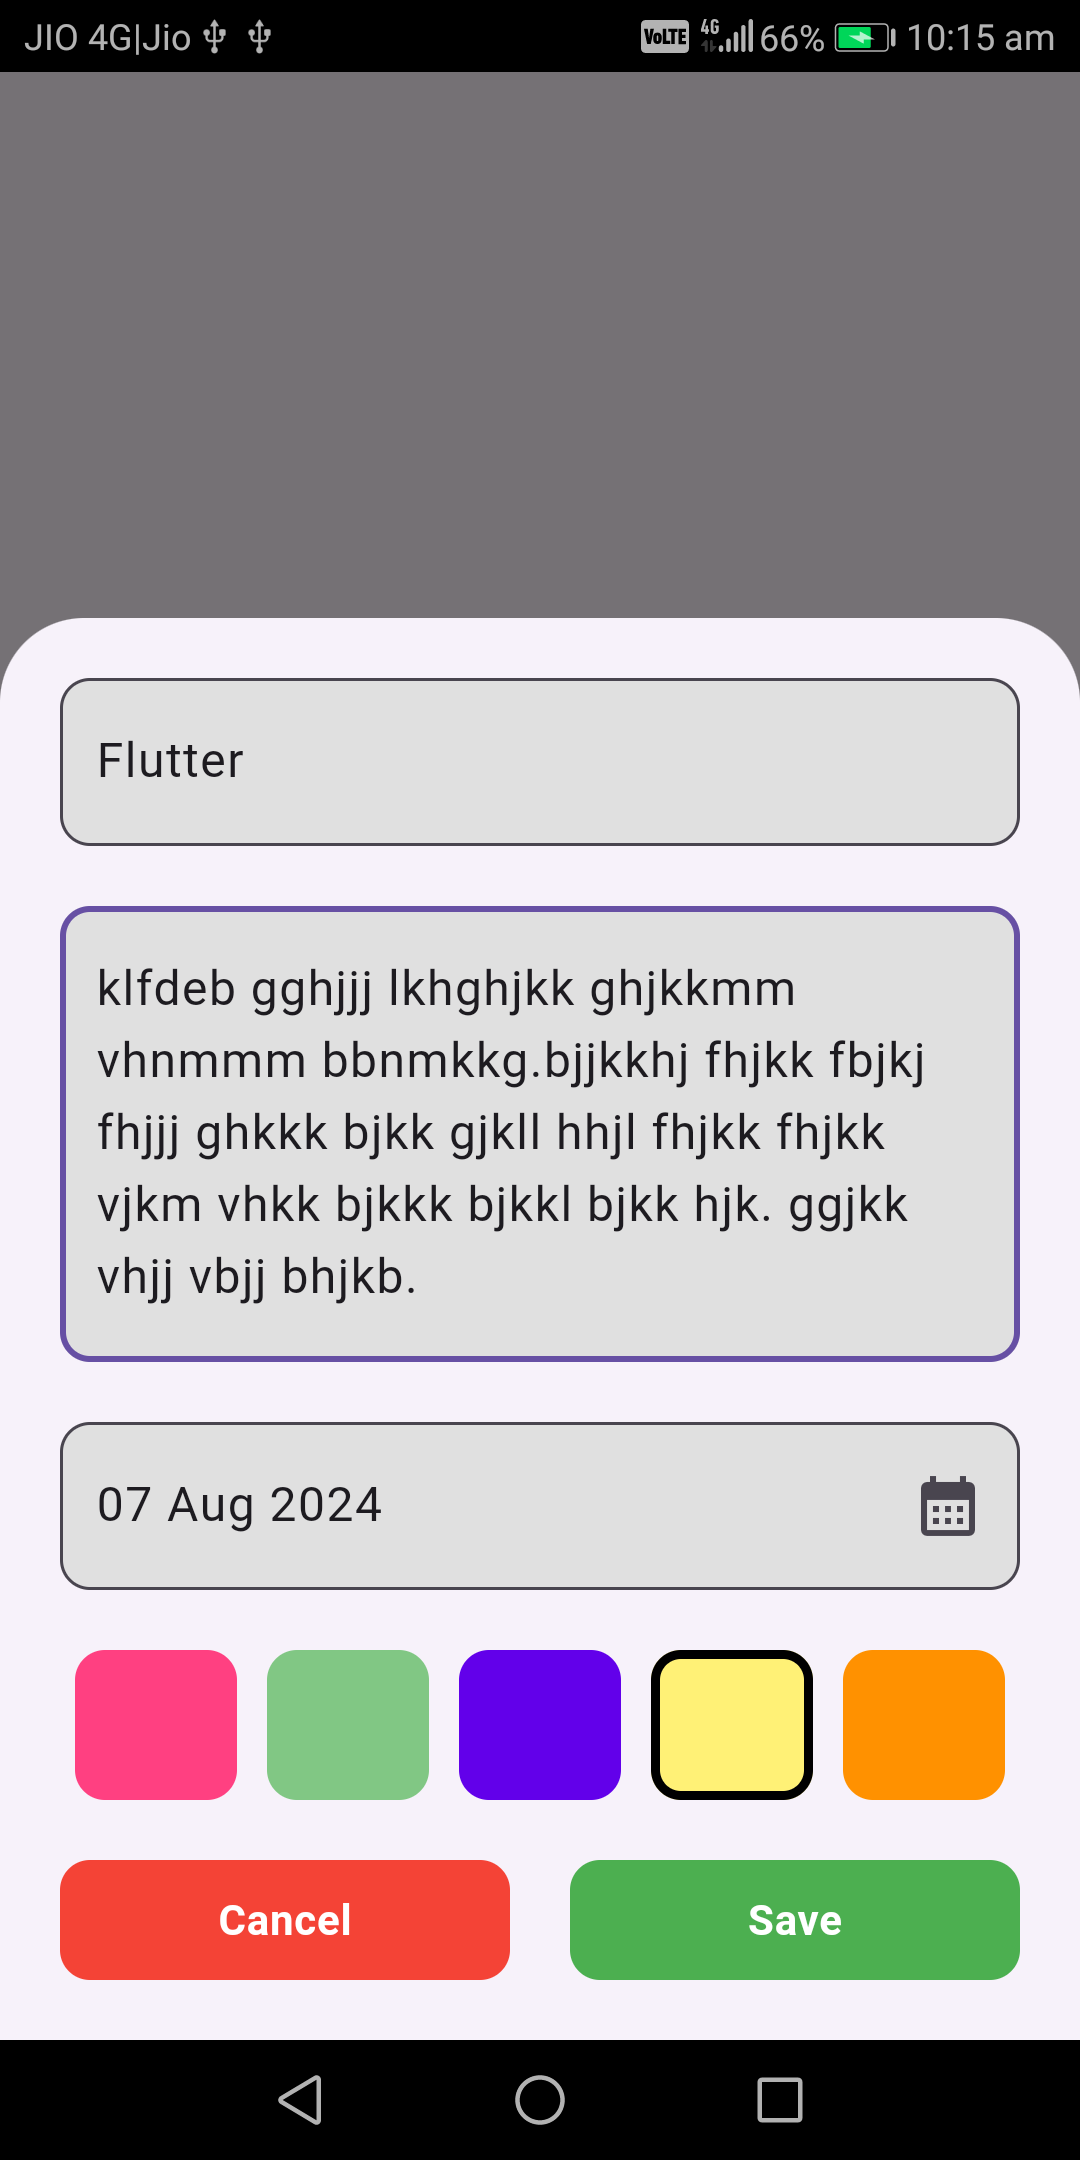 JIO 4G|Jio VoLTE 4G 66% 10:15 am
Flutter
klfdeb gghjjj lkhghjkk ghjkkmm
vhnmmm bbnmkkg.bjjkkhj fhjkk fbjkj
fhjjj ghkkk bjkk gjkll hhjl fhjkk fhjkk
vjkm vhkk bjkkk bjkkl bjkk hjk. ggjkk
vhjj vbjj bhjkb.
07 Aug 2024
Cancel Save